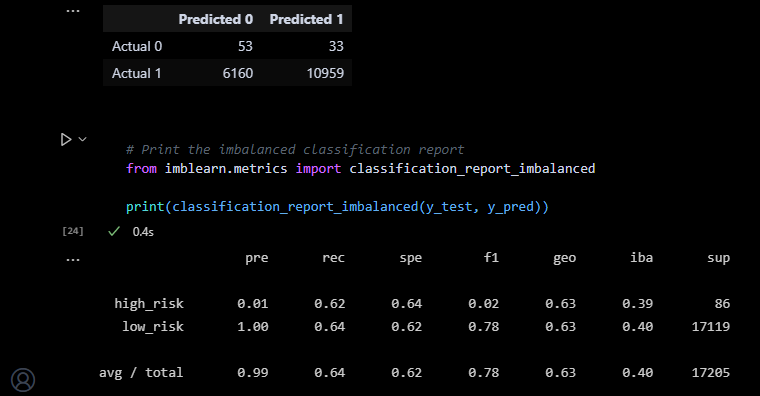 ...
Predicted 0 Predicted 1
Actual 0 53 33
Actual 1 6160 10959
# Print the imbalanced classification report
from imblearn.metrics import classification_report_imbalanced
print(classification_report_imbalanced(y_test, y_pred))
[24] 0.4s
...
pre rec spe f1 geo iba sup
high_risk 0.01 0.62 0.64 0.02 0.63 0.39 86
low_risk 1.00 0.64 0.62 0.78 0.63 0.40 17119
avg / total 0.99 0.64 0.62 0.78 0.63 0.40 17205